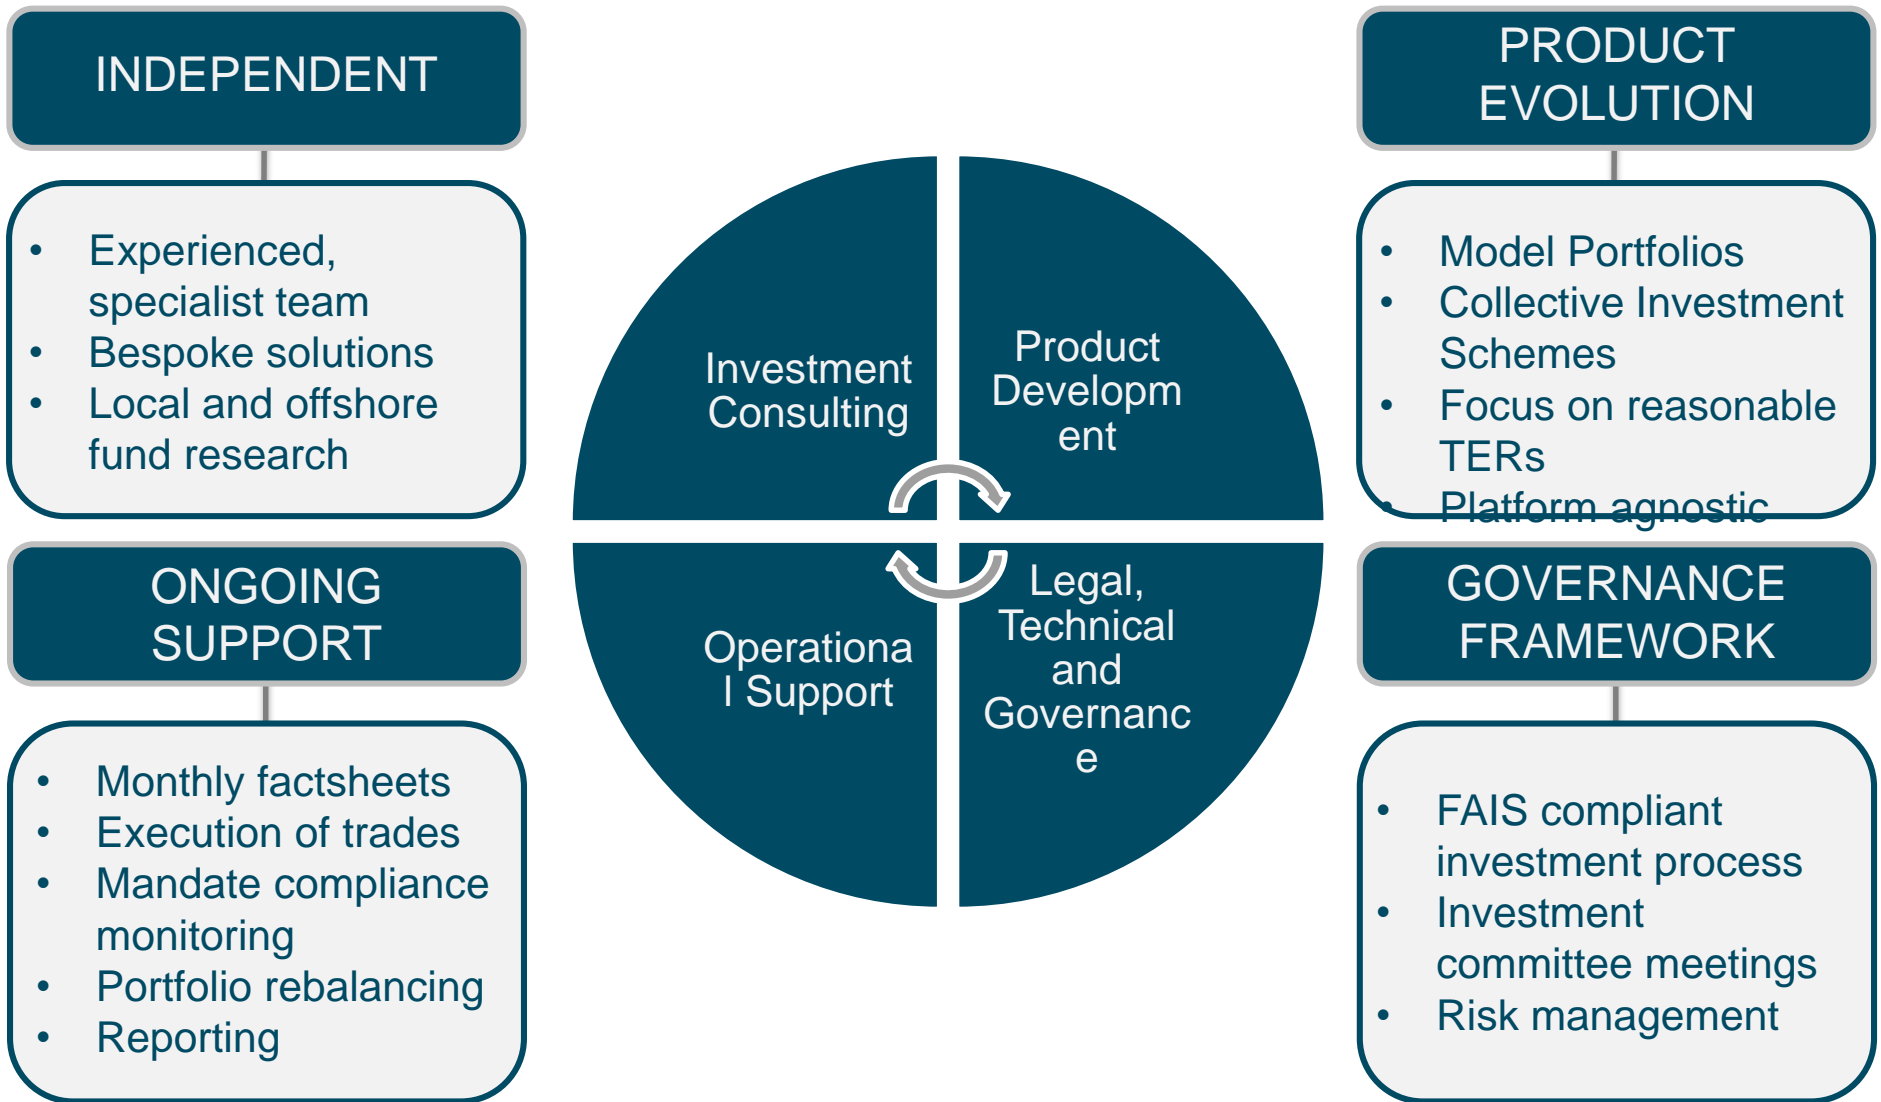 INDEPENDENT
• Experienced,
specialist team
• Bespoke solutions
• Local and offshore
fund research
PRODUCT
EVOLUTION
• Model Portfolios
• Collective Investment
Schemes
• Focus on reasonable
TERs
• Platform agnostic
Investment
Consulting
Product
Developm
ent
Operationa
l Support
Legal,
Technical
and
Governanc
e
ONGOING
SUPPORT
• Monthly factsheets
• Execution of trades
• Mandate compliance
monitoring
• Portfolio rebalancing
• Reporting
GOVERNANCE
FRAMEWORK
• FAIS compliant
investment process
• Investment
committee meetings
• Risk management